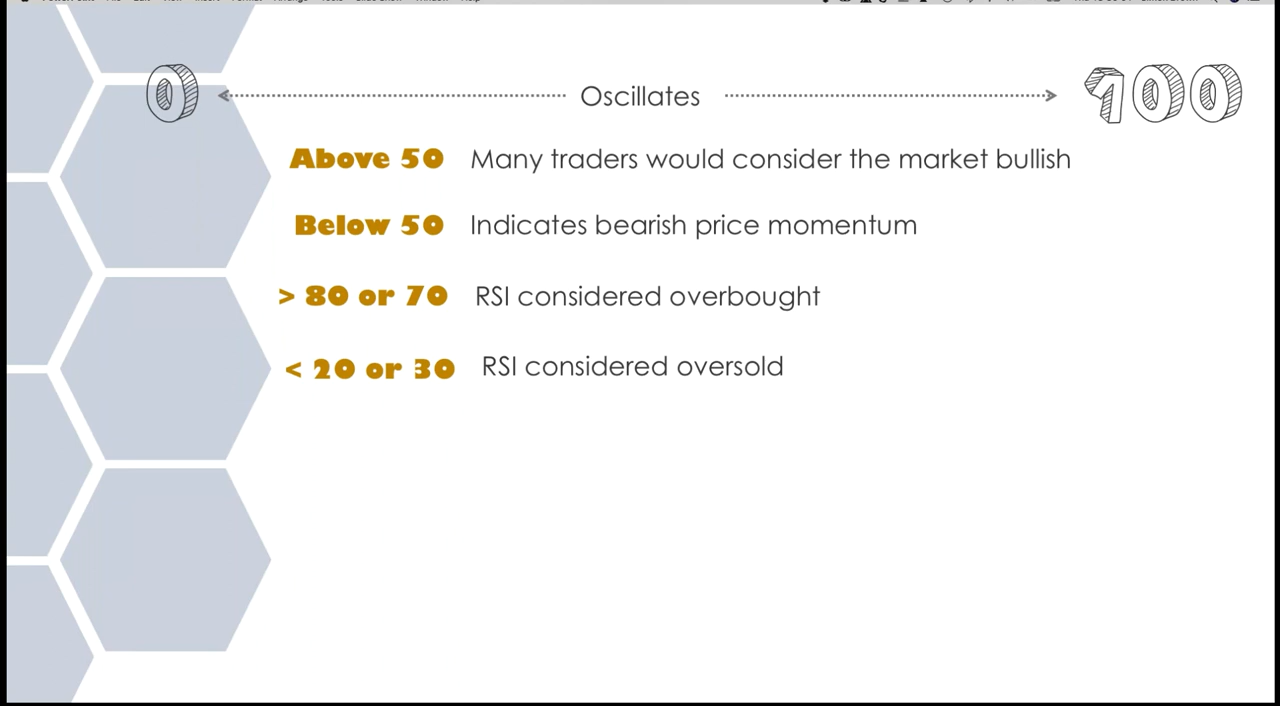 0 Oscillates 100
Above 50 Many traders would consider the market bullish
Below 50 Indicates bearish price momentum
> 80 or 70 RSI considered overbought
< 20 or 30 RSI considered oversold